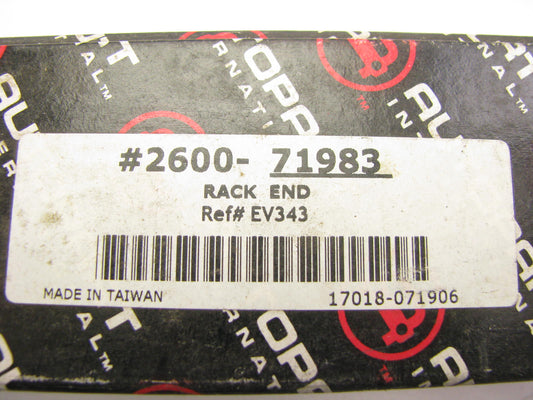 #2600- 71983
RACK END
Ref# EV343
MADE IN TAIWAN
17018-071906